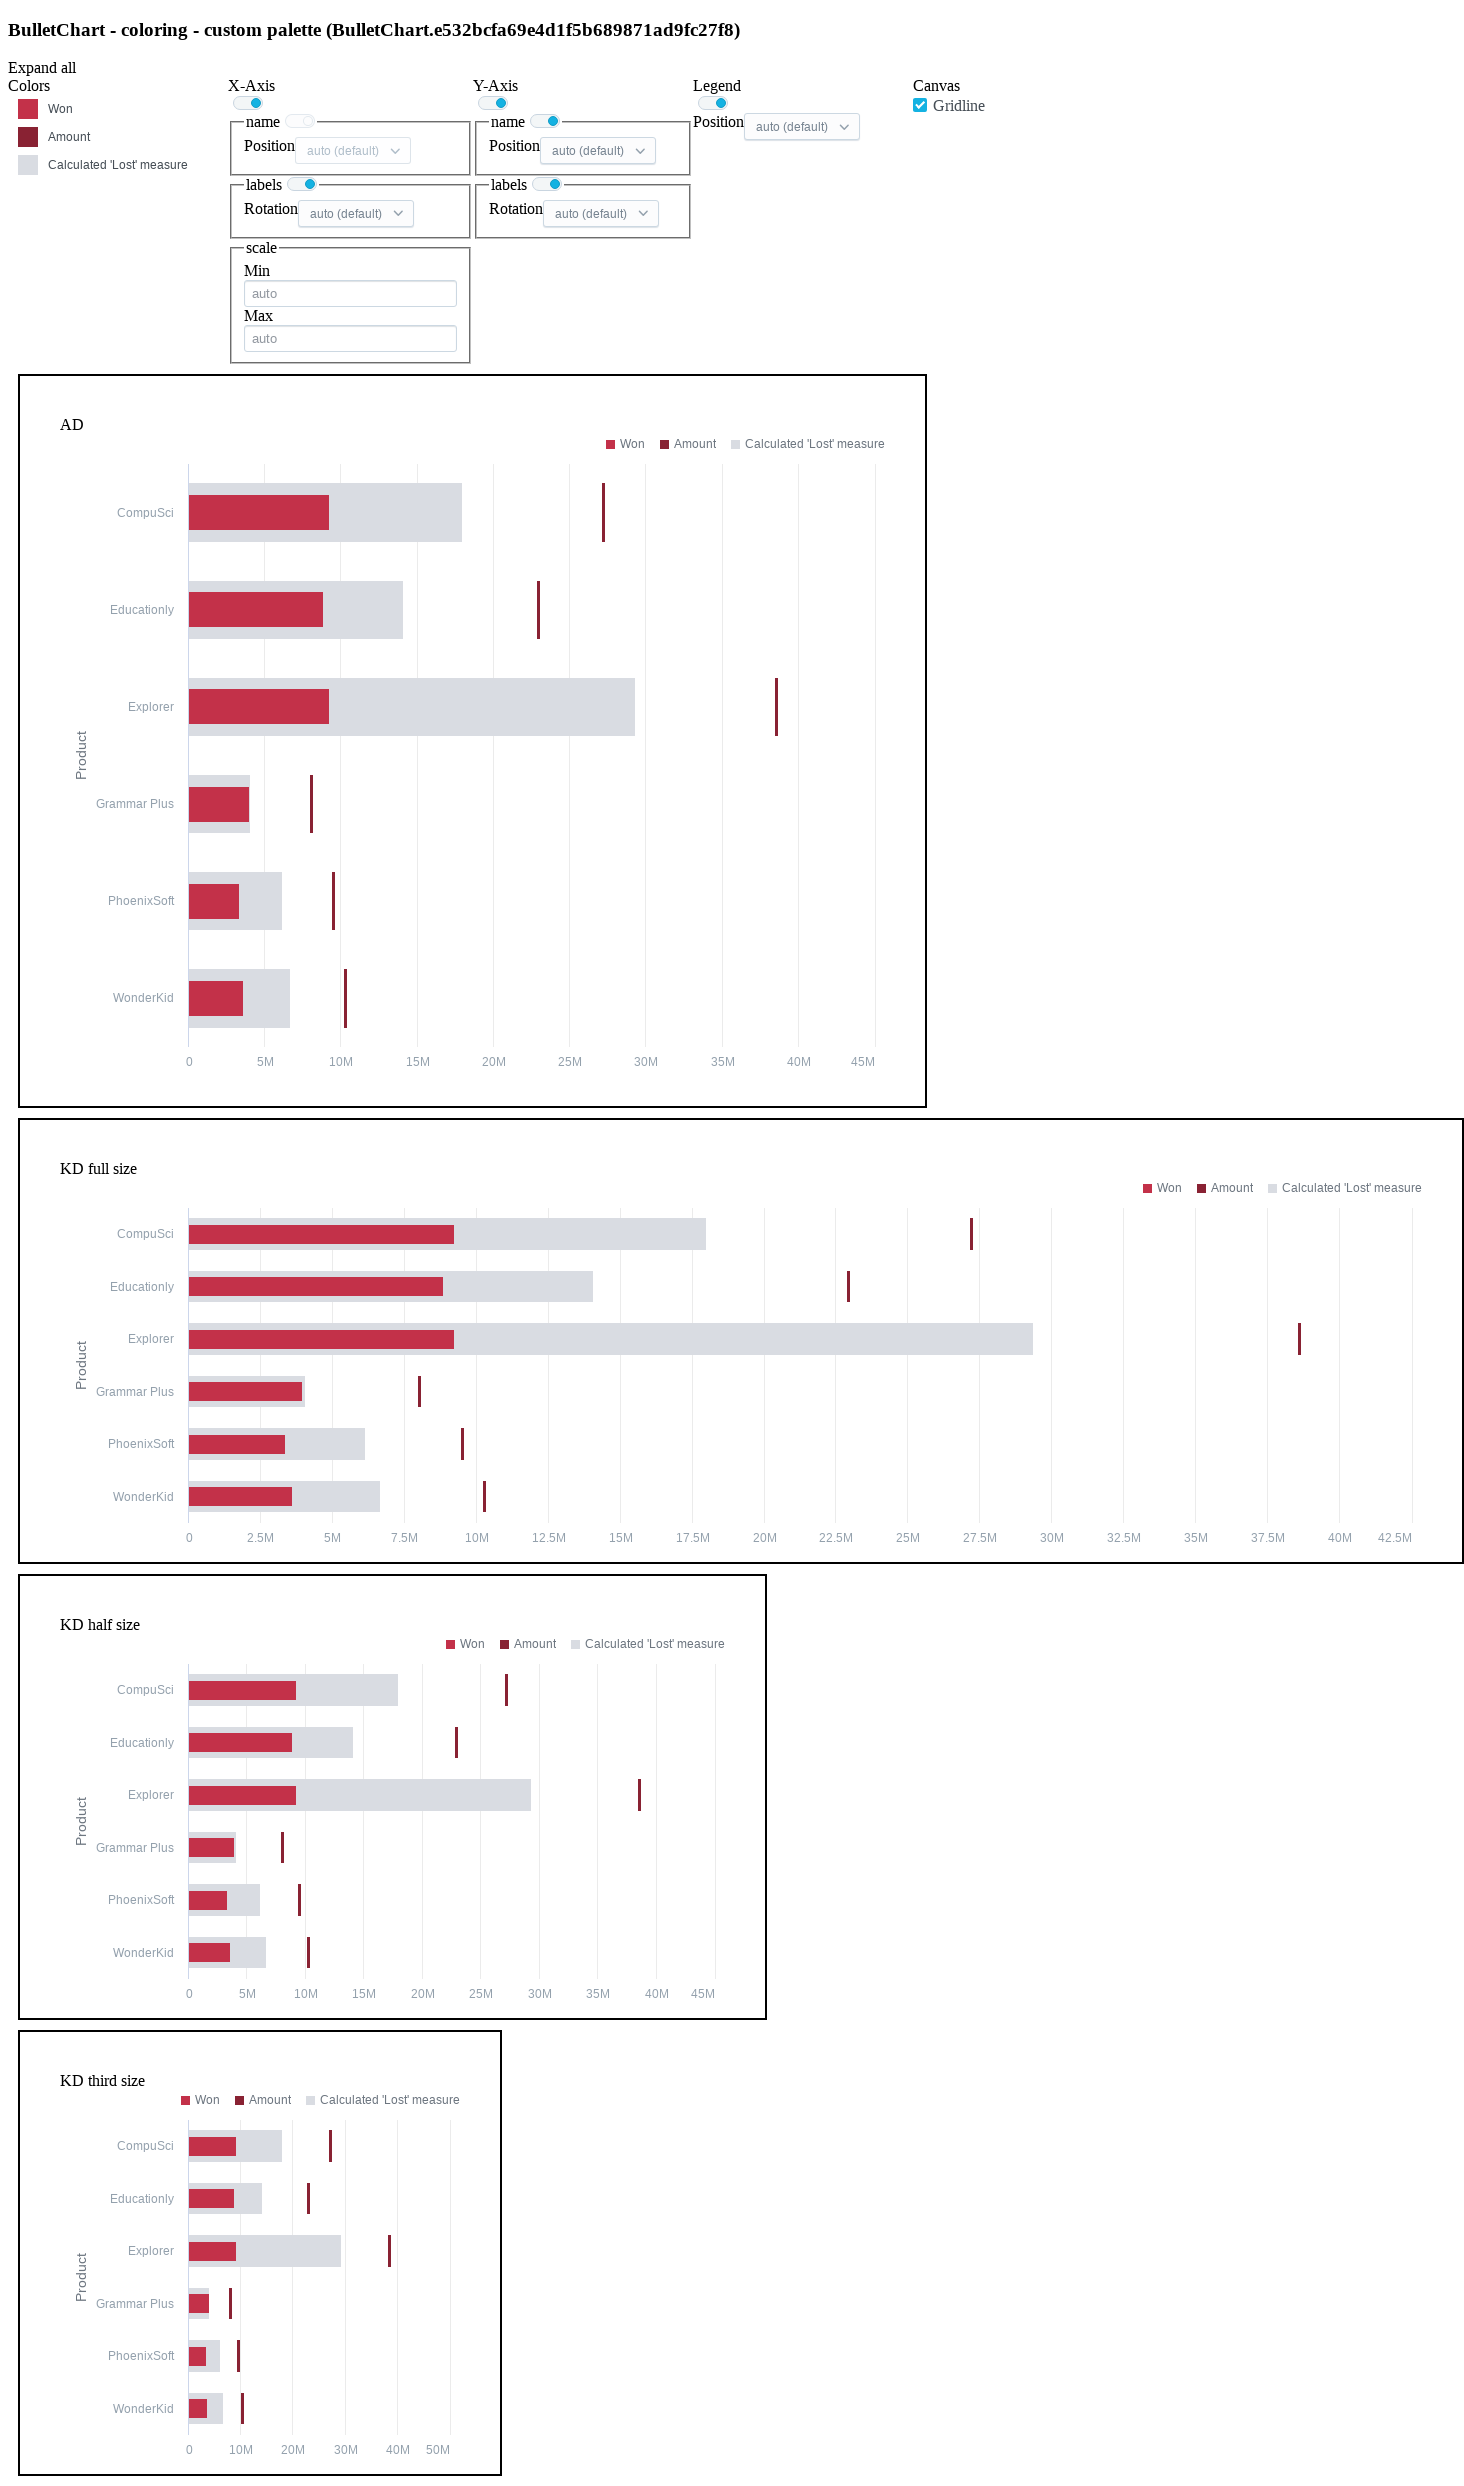 BulletChart - coloring - custom palette (BulletChart.e532bcfa69e4d1f5b689871ad9fc27f8)
Expand all
Colors
Won
Amount
Calculated 'Lost' measure
X-Axis
name
Position auto (default)
labels
Rotation auto (default)
scale
Min
auto
Max
auto
Y-Axis
name
Position auto (default)
labels
Rotation auto (default)
Legend
Position auto (default)
Canvas
Gridline
AD
Won Amount Calculated 'Lost' measure
Product
CompuSci
Educationly
Explorer
Grammar Plus
PhoenixSoft
WonderKid
0 5M 10M 15M 20M 25M 30M 35M 40M 45M
KD full size
Won Amount Calculated 'Lost' measure
Product
CompuSci
Educationly
Explorer
Grammar Plus
PhoenixSoft
WonderKid
0 2.5M 5M 7.5M 10M 12.5M 15M 17.5M 20M 22.5M 25M 27.5M 30M 32.5M 35M 37.5M 40M 42.5M
KD half size
Won Amount Calculated 'Lost' measure
Product
CompuSci
Educationly
Explorer
Grammar Plus
PhoenixSoft
WonderKid
0 5M 10M 15M 20M 25M 30M 35M 40M 45M
KD third size
Won Amount Calculated 'Lost' measure
Product
CompuSci
Educationly
Explorer
Grammar Plus
PhoenixSoft
WonderKid
0 10M 20M 30M 40M 50M